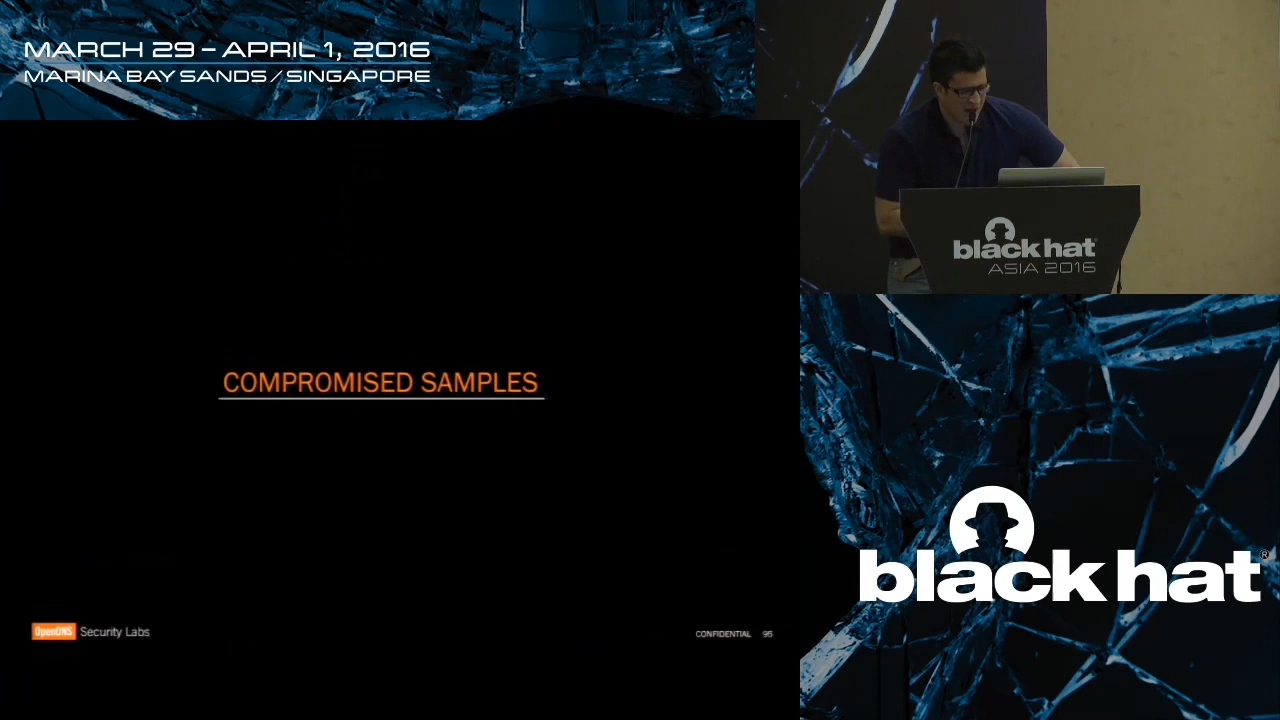 MARCH 29 – APRIL 1, 2016
MARINA BAY SANDS / SINGAPORE
black hat
ASIA 2016
COMPROMISED SAMPLES
black hat®
OpenDNS Security Labs
CONFIDENTIAL 95